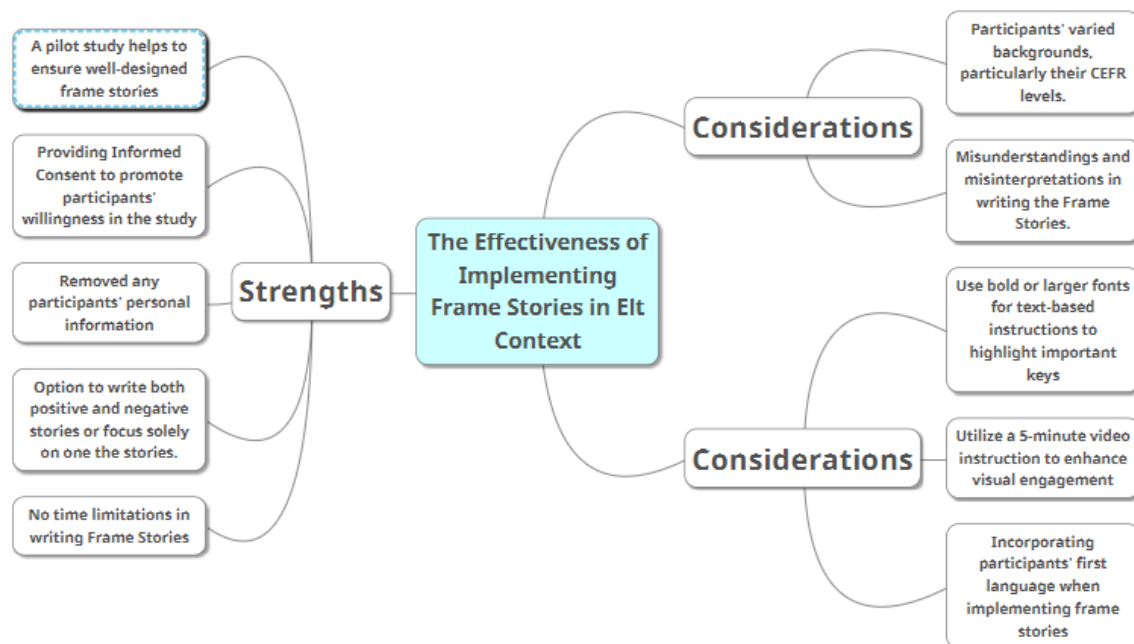 The Effectiveness of
Implementing
Frame Stories in Elt
Context
Strengths
A pilot study helps to
ensure well-designed
frame stories
Providing Informed
Consent to promote
participants'
willingness in the study
Removed any
participants' personal
information
Option to write both
positive and negative
stories or focus solely
on one the stories.
No time limitations in
writing Frame Stories
Considerations
Participants' varied
backgrounds,
particularly their CEFR
levels.
Misunderstandings and
misinterpretations in
writing the Frame
Stories.
Considerations
Use bold or larger fonts
for text-based
instructions to
highlight important
keys
Utilize a 5-minute video
instruction to enhance
visual engagement
Incorporating
participants' first
language when
implementing frame
stories